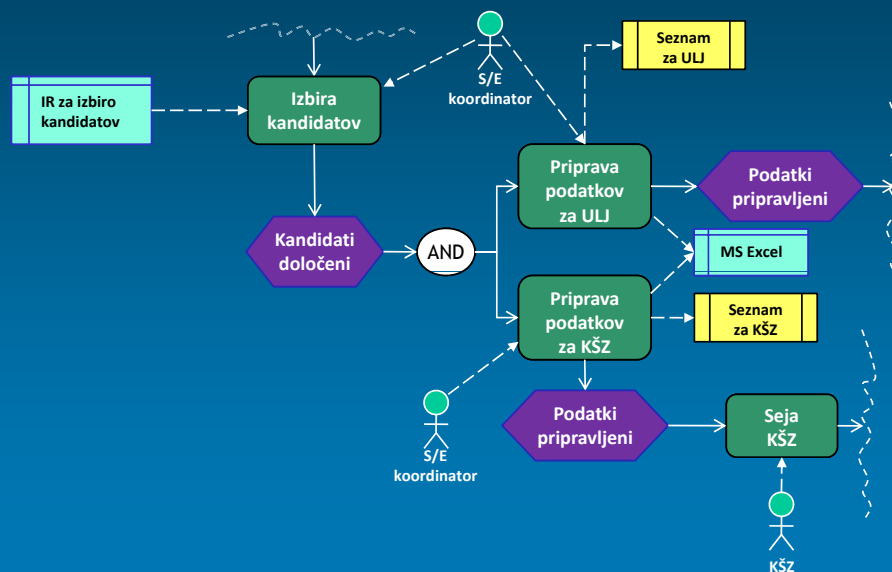 S/E
koordinator
Seznam
za ULJ
IR za izbiro
kandidatov
Izbira
kandidatov
Priprava
podatkov
za ULJ
Podatki
pripravljeni
Kandidati
določeni
AND
MS Excel
Priprava
podatkov
za KŠZ
Seznam
za KŠZ
S/E
koordinator
Podatki
pripravljeni
Seja
KŠZ
KŠZ